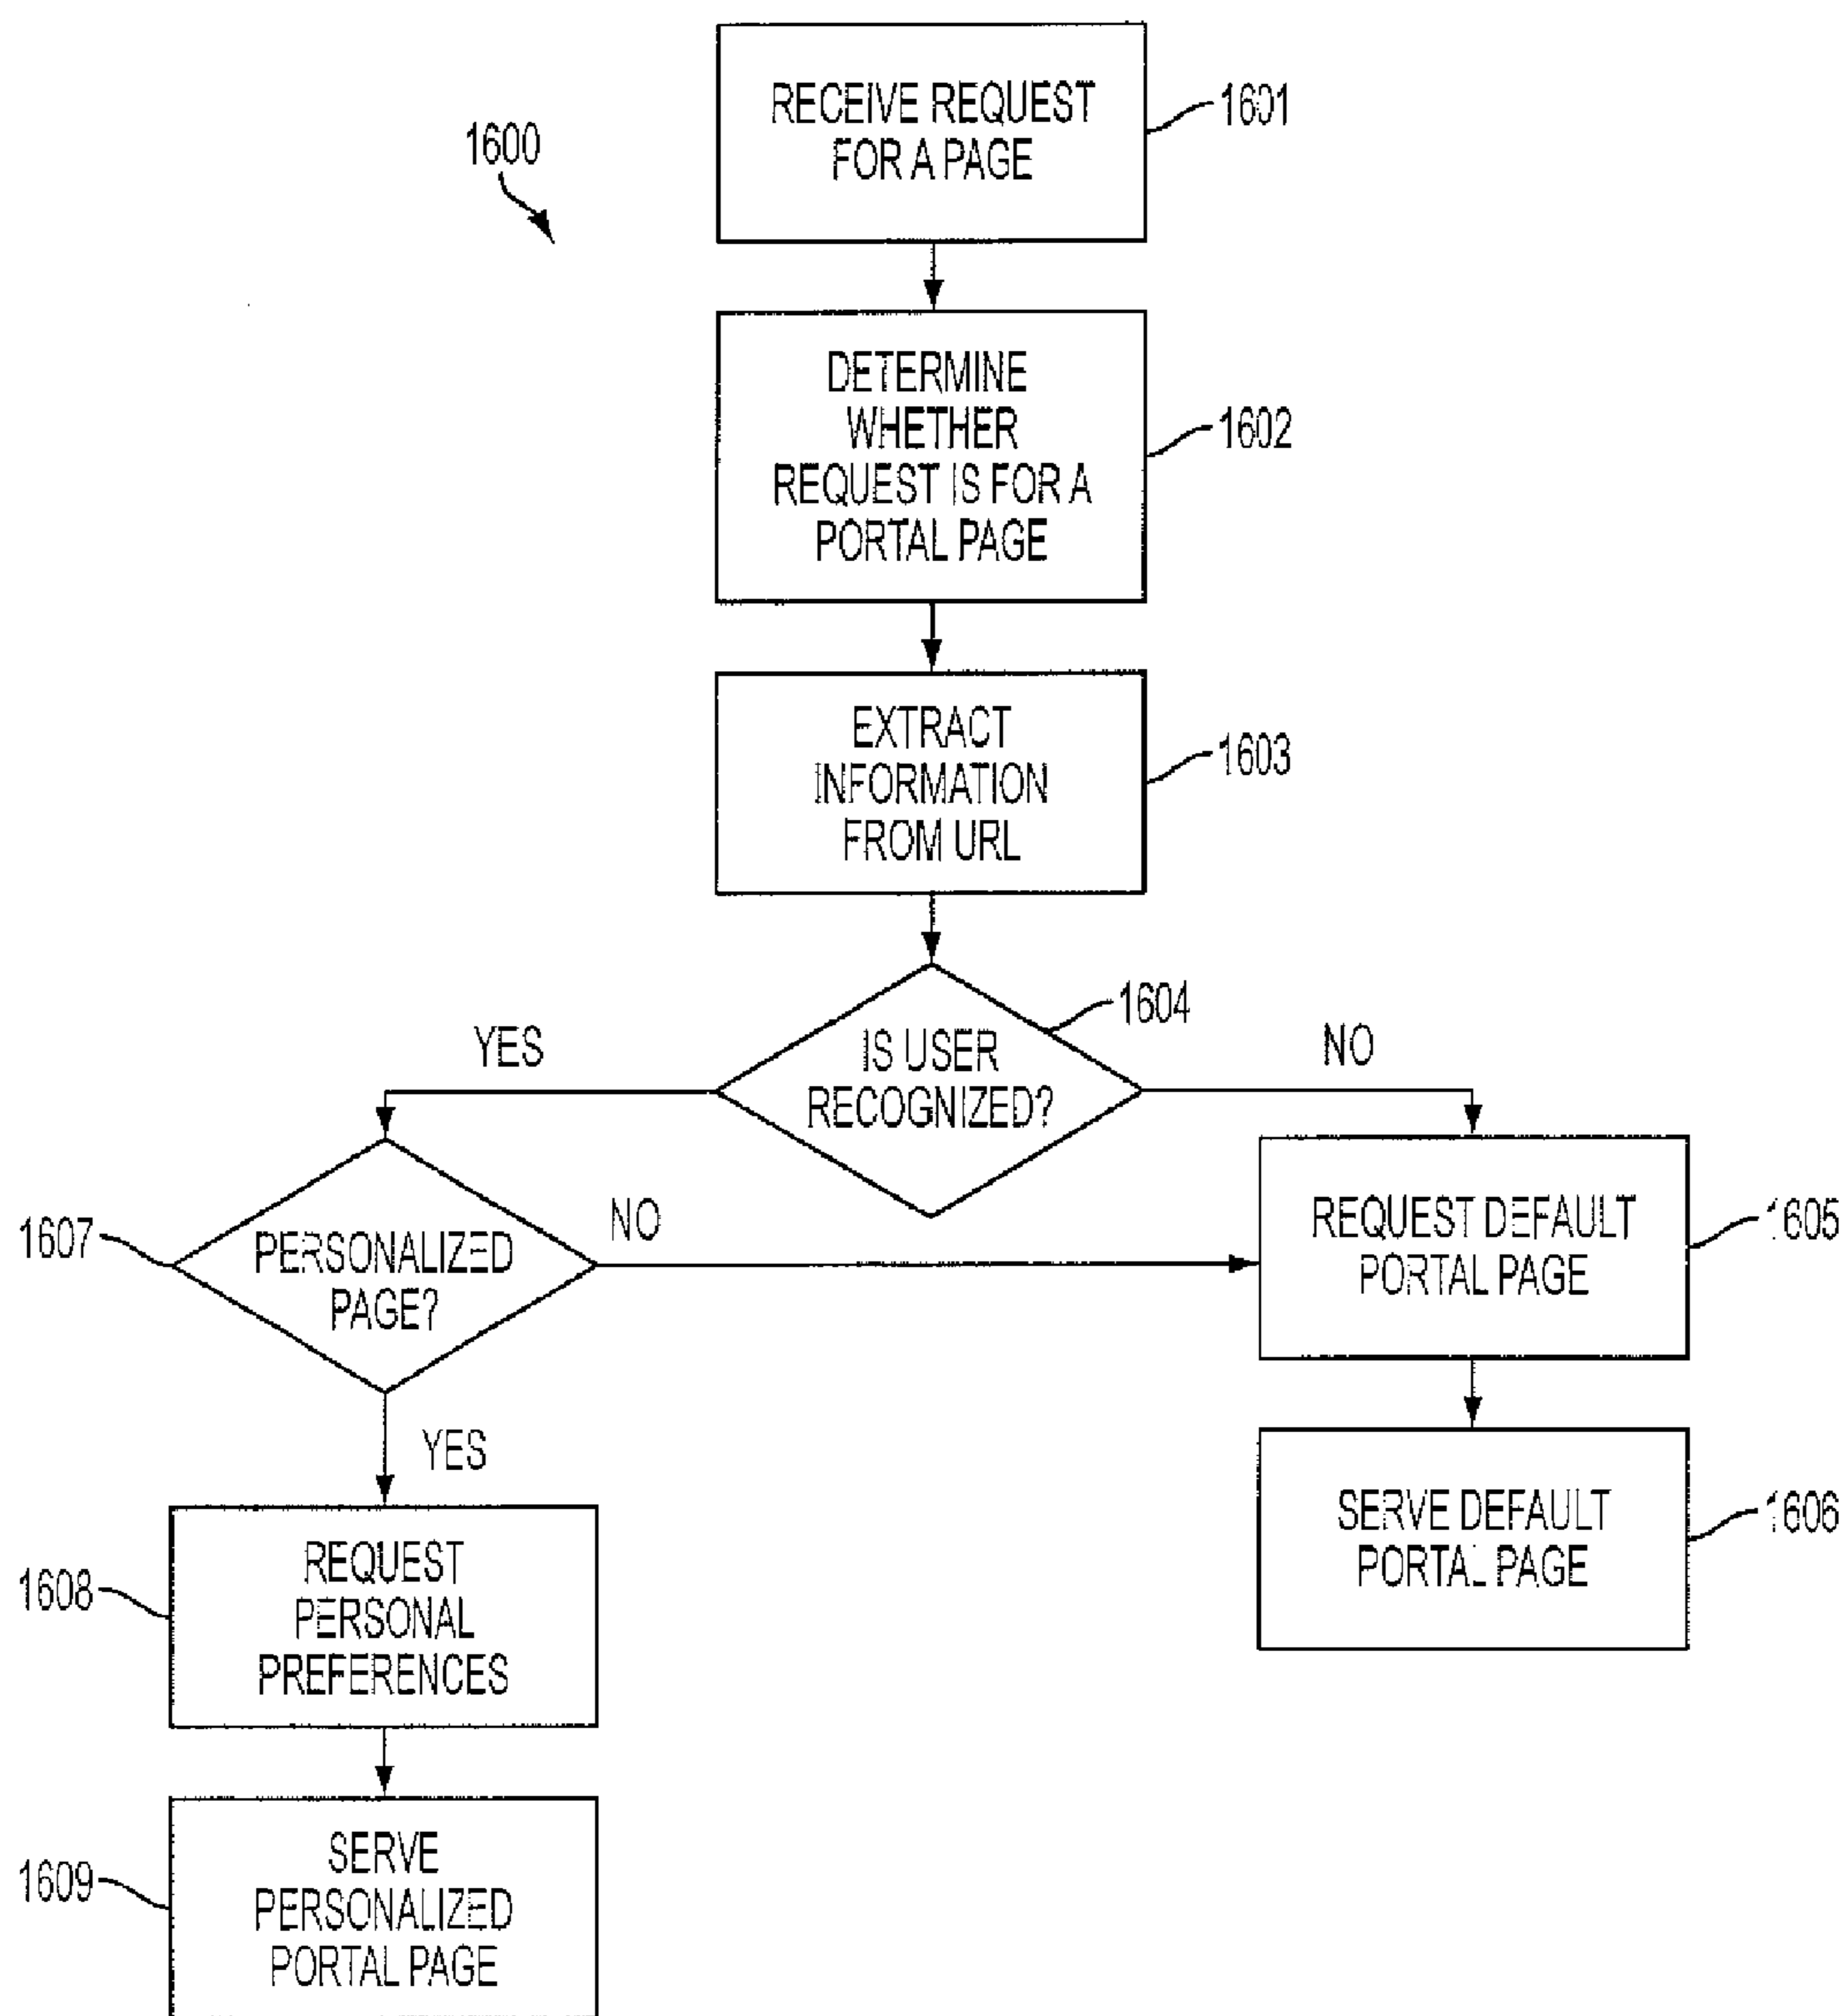 1600
RECEIVE REQUEST
FOR A PAGE
1601
DETERMINE
WHETHER
REQUEST IS FOR A
PORTAL PAGE
1602
EXTRACT
INFORMATION
FROM URL
1603
IS USER
RECOGNIZED?
1604
YES
NO
PERSONALIZED
PAGE?
1607
NO
YES
REQUEST DEFAULT
PORTAL PAGE
1605
SERVE DEFAULT
PORTAL PAGE
1606
REQUEST
PERSONAL
PREFERENCES
1608
SERVE
PERSONALIZED
PORTAL PAGE
1609